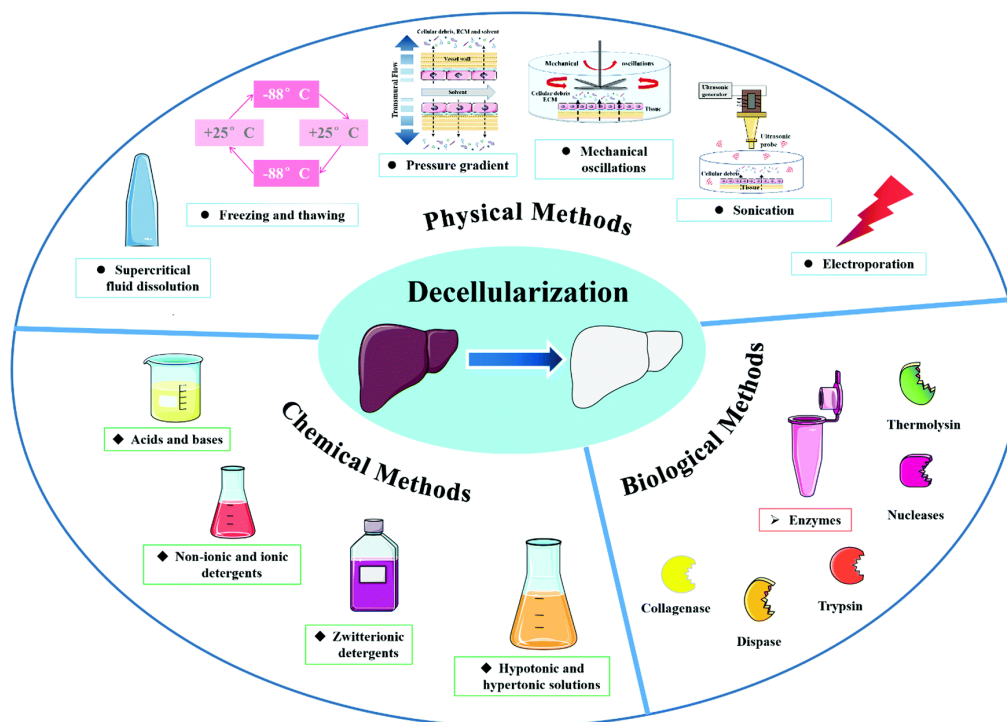 Cellular debris, ECM and solvent
Vessel wall
Transmural Flow
Solvent
● Pressure gradient
Mechanical oscillations
Cellular debris
ECM
Tissue
● Mechanical
oscillations
Ultrasonic
generator
Ultrosonic
probe
Cellular debris
Tissue
● Sonication
-88° C
+25° C +25° C
-88° C
● Freezing and thawing
● Supercritical
fluid dissolution
● Electroporation
Physical Methods
Decellularization
Chemical Methods
◆ Acids and bases
◆ Non-ionic and ionic
detergents
◆ Zwitterionic
detergents
◆ Hypotonic and
hypertonic solutions
Biological Methods
➢ Enzymes
Thermolysin
Nucleases
Trypsin
Dispase
Collagenase